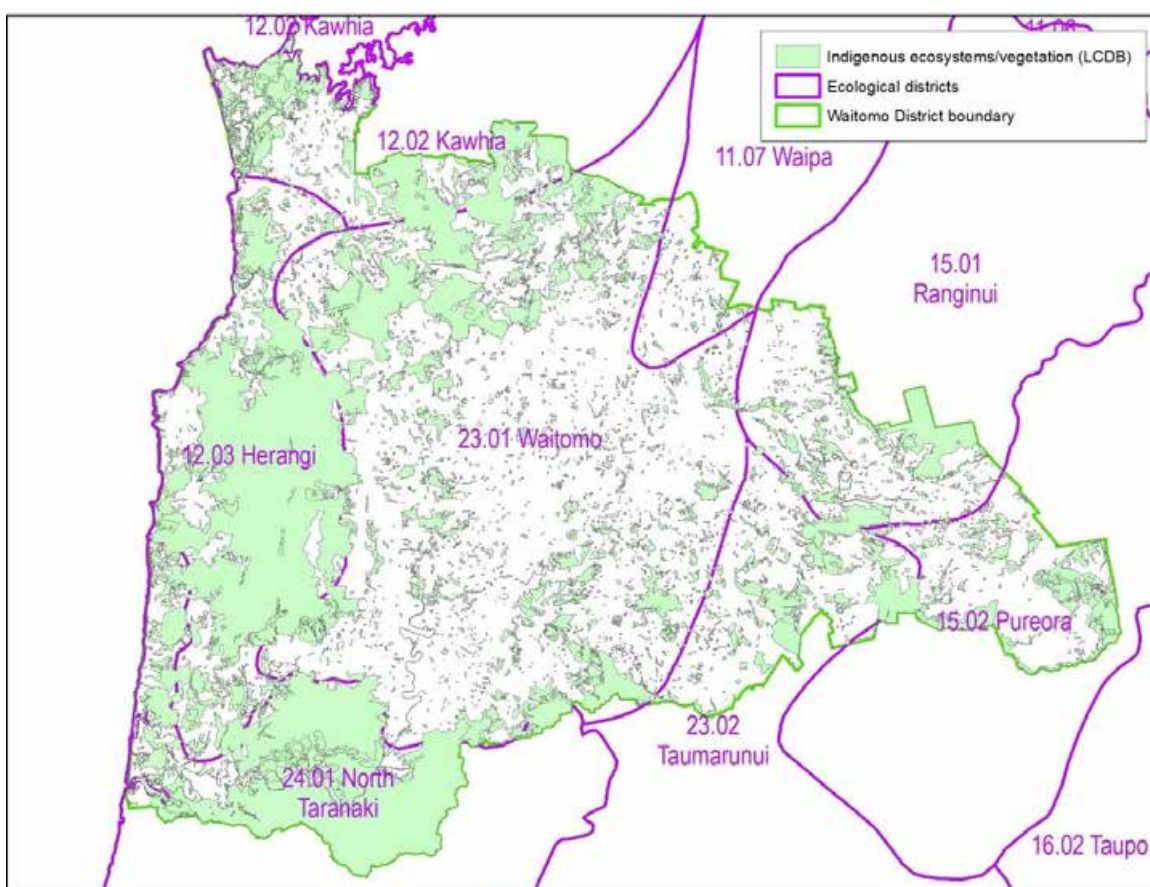 12.02 Kawhia
Indigenous ecosystems/vegetation (LCDB)
Ecological districts
Waitomo District boundary
12.02 Kawhia
11.07 Waipa
15.01
Ranginui
23.01 Waitomo
12.03 Herangi
15.02 Pureora
23.02
Taumarunui
24.01 North
Taranaki
16.02 Taupo